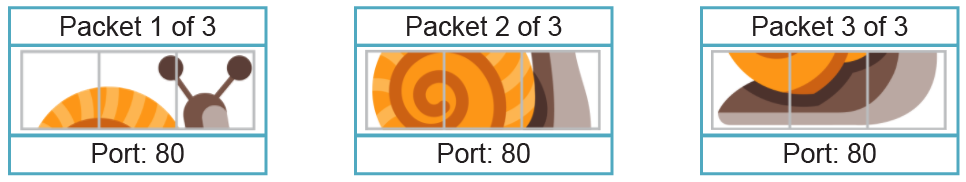 Packet 1 of 3
Port: 80
Packet 2 of 3
Port: 80
Packet 3 of 3
Port: 80